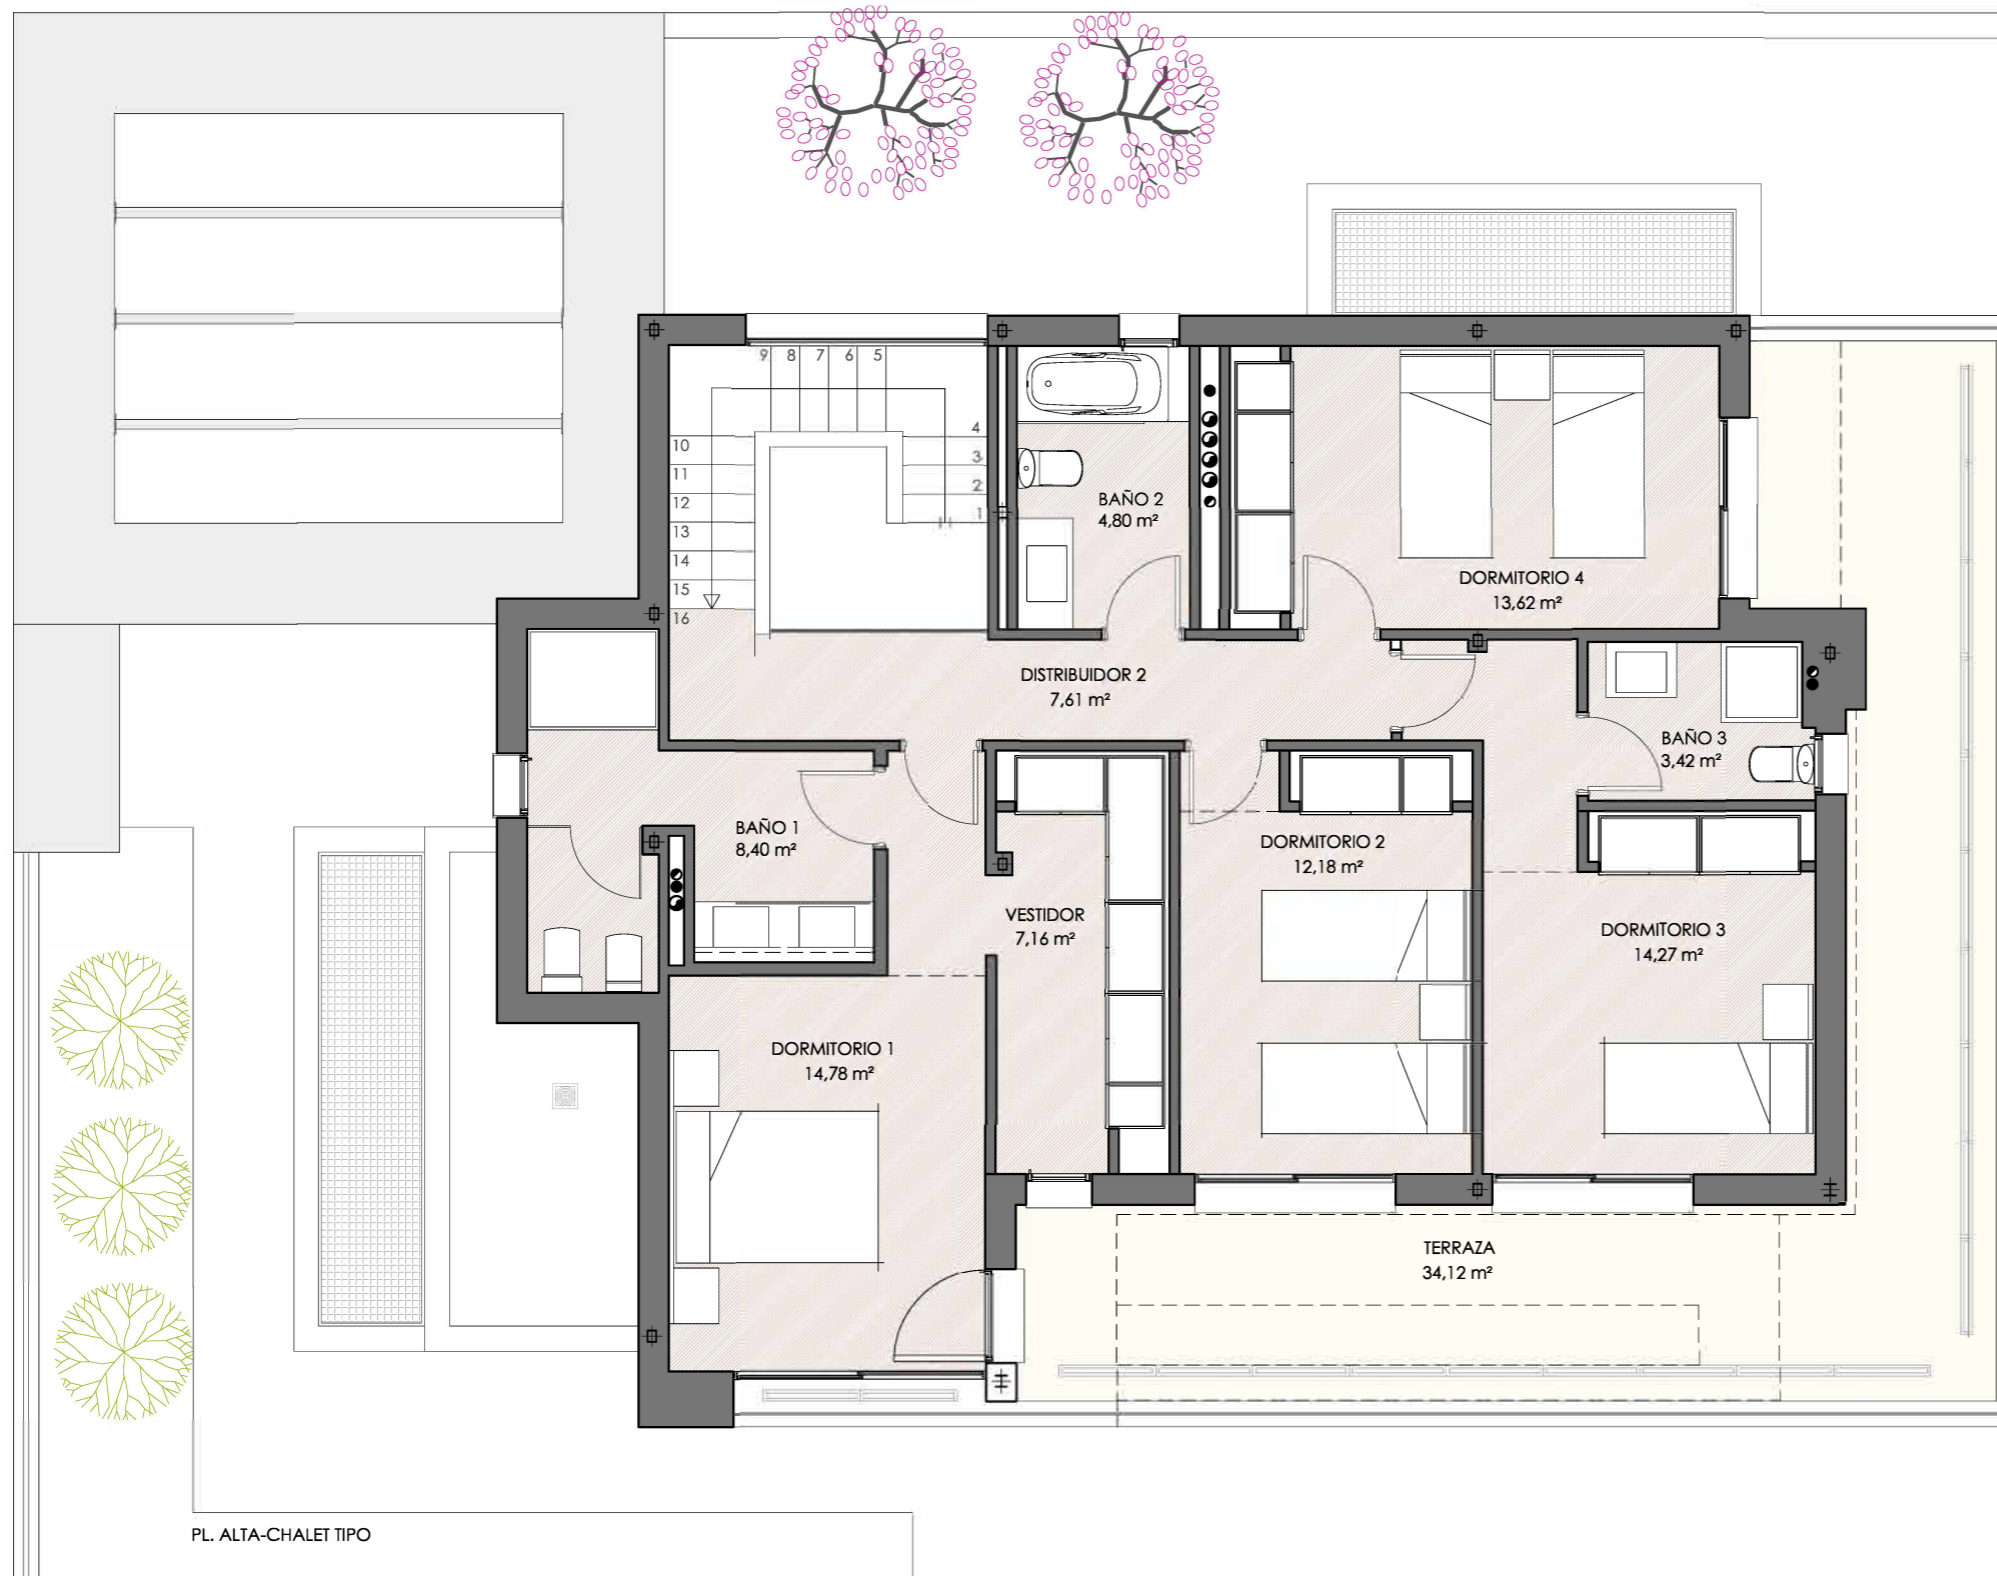 9 8 7 6 5
4
3
2
1
10
11
12
13
14
15
16
BAÑO 2
4,80 m²
DORMITORIO 4
13,62 m²
DISTRIBUIDOR 2
7,61 m²
BAÑO 3
3,42 m²
BAÑO 1
8,40 m²
DORMITORIO 2
12,18 m²
VESTIDOR
7,16 m²
DORMITORIO 3
14,27 m²
DORMITORIO 1
14,78 m²
TERRAZA
34,12 m²
PL. ALTA-CHALET TIPO